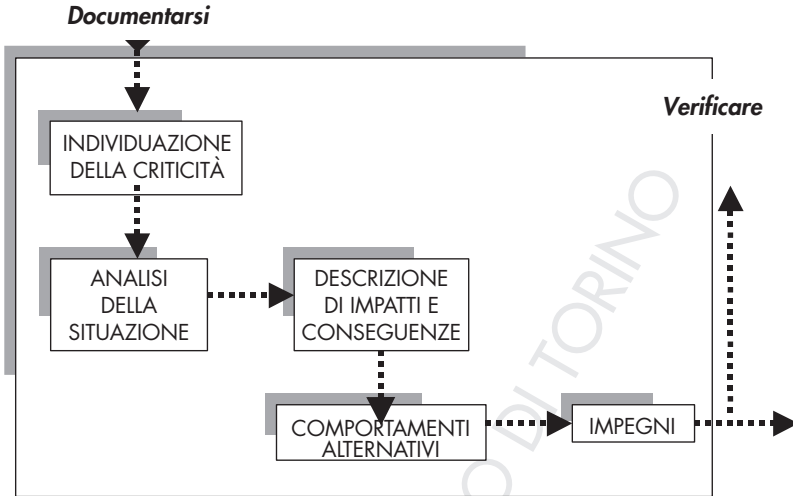 Documentarsi
Verificare
INDIVIDUAZIONE
DELLA CRITICITÀ
ANALISI
DELLA
SITUAZIONE
DESCRIZIONE
DI IMPATTI E
CONSEGUENZE
COMPORTAMENTI
ALTERNATIVI
IMPEGNI
O DI TORINO